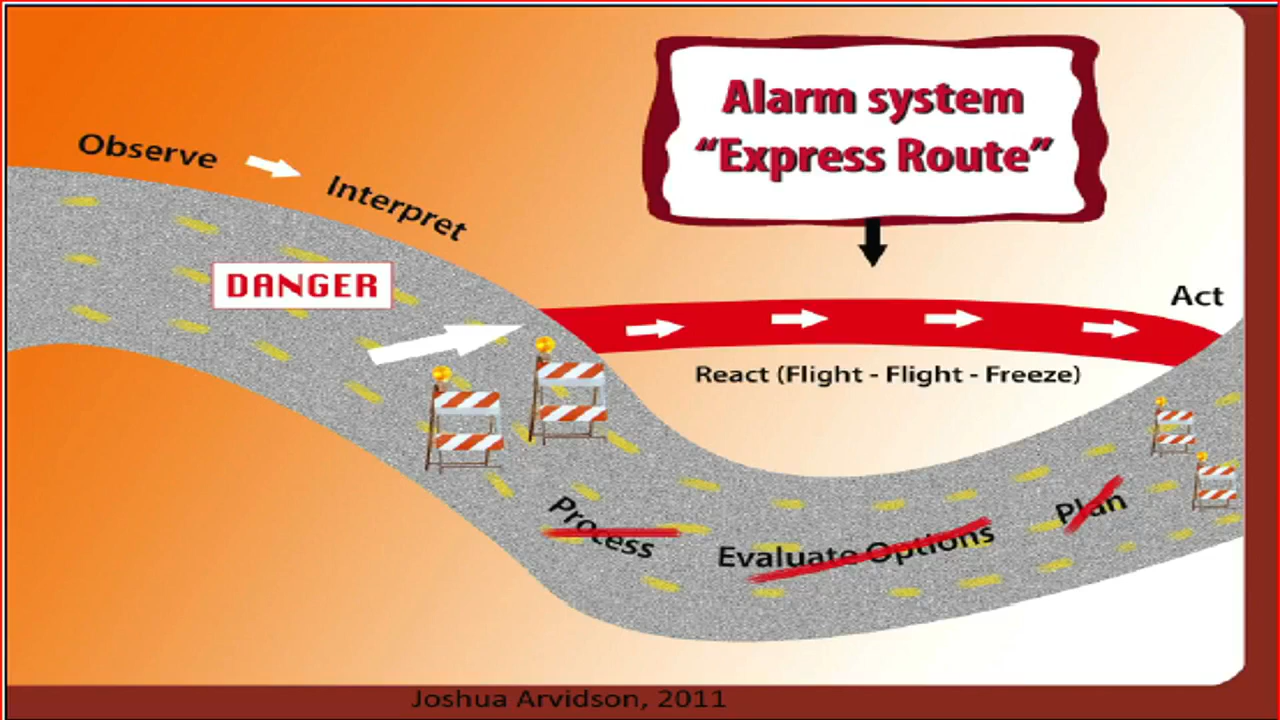 Alarm system
“Express Route”
Observe
Interpret
DANGER
Act
React (Flight - Flight - Freeze)
Process
Evaluate Options
Plan
Joshua Arvidson, 2011